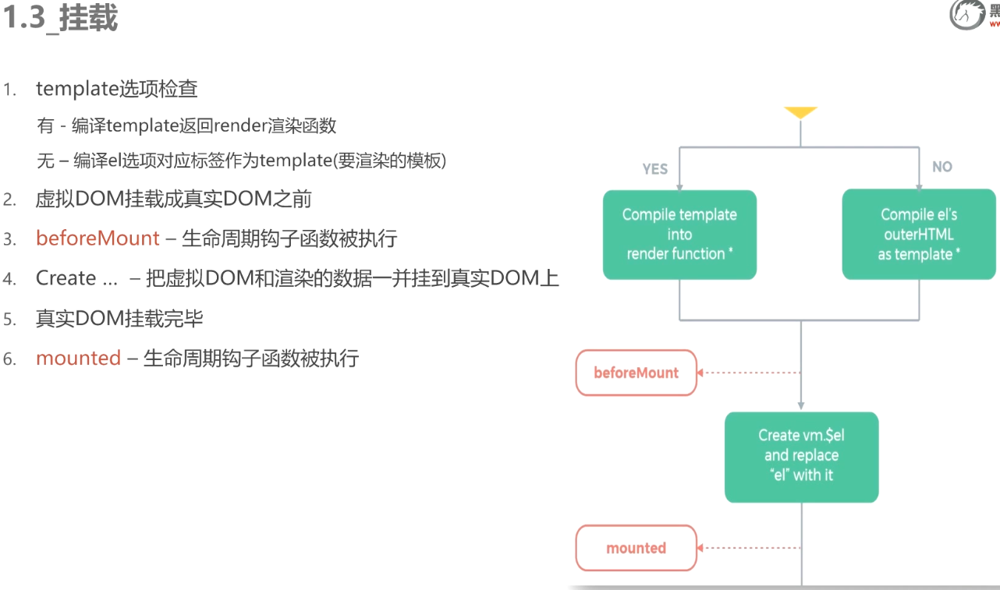 1.3_挂载
黑
1. template选项检查
有 - 编译template返回render渲染函数
无 – 编译el选项对应标签作为template(要渲染的模板)
2. 虚拟DOM挂载成真实DOM之前
3. beforeMount – 生命周期钩子函数被执行
4. Create … – 把虚拟DOM和渲染的数据一并挂到真实DOM上
5. 真实DOM挂载完毕
6. mounted – 生命周期钩子函数被执行
YES
NO
Compile template
into
render function *
Compile el's
outerHTML
as template *
beforeMount
Create vm.$el
and replace
“el” with it
mounted